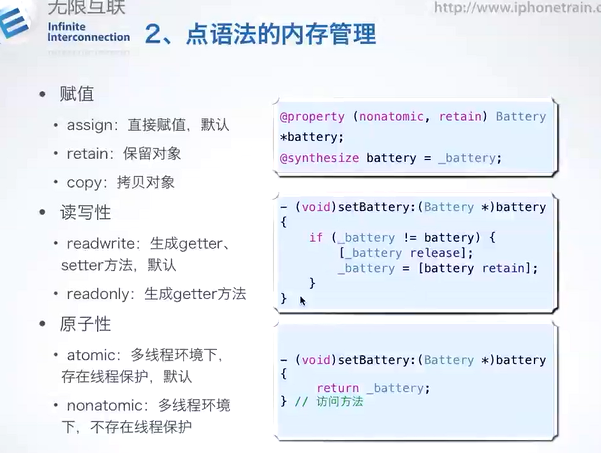 无限互联
Infinite
Interconnection
http://www.iphonetrain.c
2、点语法的内存管理
• 赋值
• assign：直接赋值，默认
• retain：保留对象
• copy：拷贝对象
• 读写性
• readwrite：生成getter、
setter方法，默认
• readonly：生成getter方法
• 原子性
• atomic：多线程环境下，
存在线程保护，默认
• nonatomic：多线程环境
下，不存在线程保护
@property (nonatomic, retain) Battery
*battery;
@synthesize battery = _battery;
- (void)setBattery:(Battery *)battery
{
if (_battery != battery) {
[_battery release];
_battery = [battery retain];
}
}
- (void)setBattery:(Battery *)battery
{
return _battery;
} // 访问方法